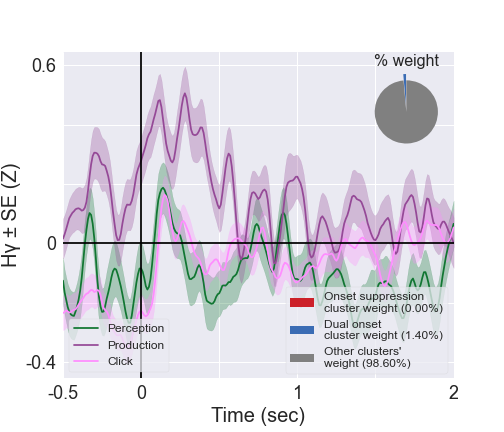 % weight
0.6
0
-0.4
Hγ ± SE (Z)
Perception
Production
Click
Onset suppression
cluster weight (0.00%)
Dual onset
cluster weight (1.40%)
Other clusters'
weight (98.60%)
-0.5
0
1
2
Time (sec)